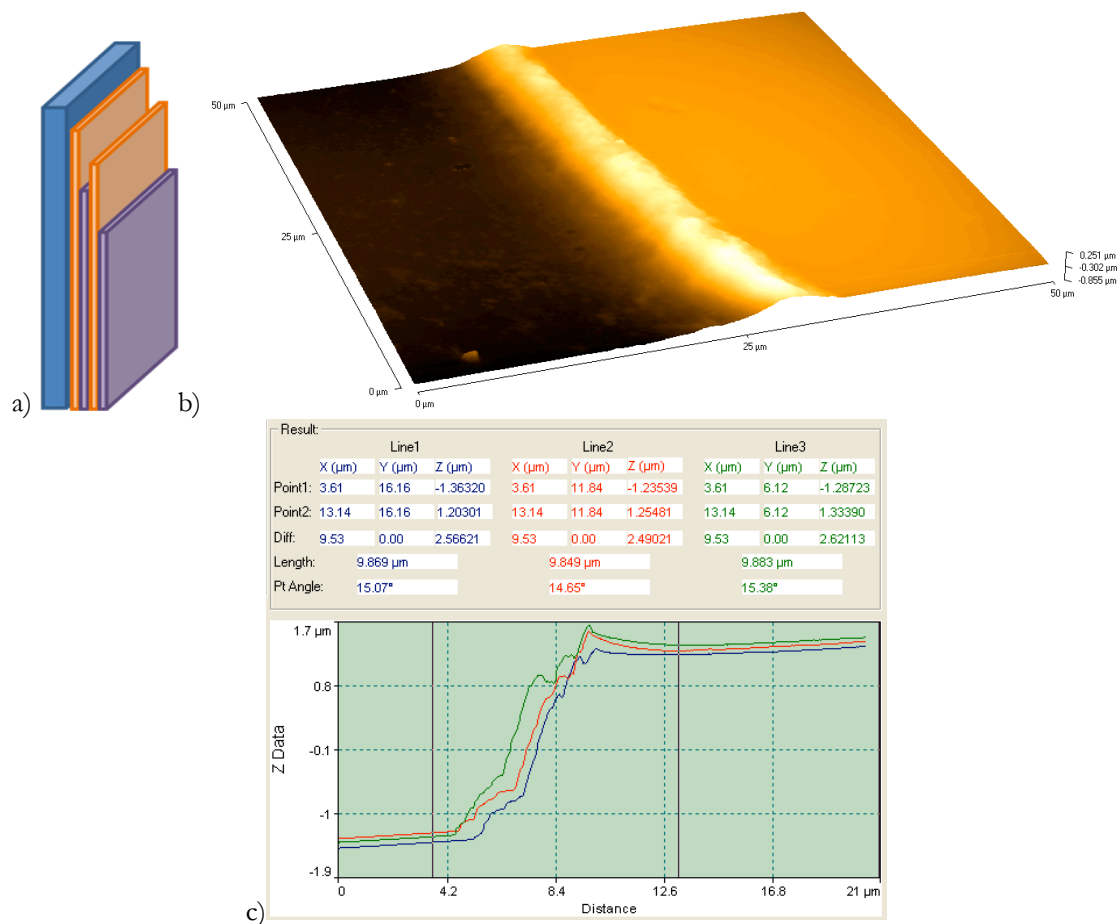 a)
b)
50 µm
25 µm
0 µm
0 µm
25 µm
50 µm
0.251 µm
-0.302 µm
-0.855 µm
c)
Result:
Line1 Line2 Line3
X (µm) Y (µm) Z (µm) X (µm) Y (µm) Z (µm) X (µm) Y (µm) Z (µm)
Point1: 3.61 16.16 -1.36320 3.61 11.84 -1.23539 3.61 6.12 -1.28723
Point2: 13.14 16.16 1.20301 13.14 11.84 1.25481 13.14 6.12 1.33390
Diff: 9.53 0.00 2.56621 9.53 0.00 2.49021 9.53 0.00 2.62113
Length: 9.869 µm 9.849 µm 9.883 µm
Pt Angle: 15.07° 14.65° 15.38°
1.7 µm
0.8
-0.1
-1
-1.9
Z Data
0 4.2 8.4 12.6 16.8 21 µm
Distance